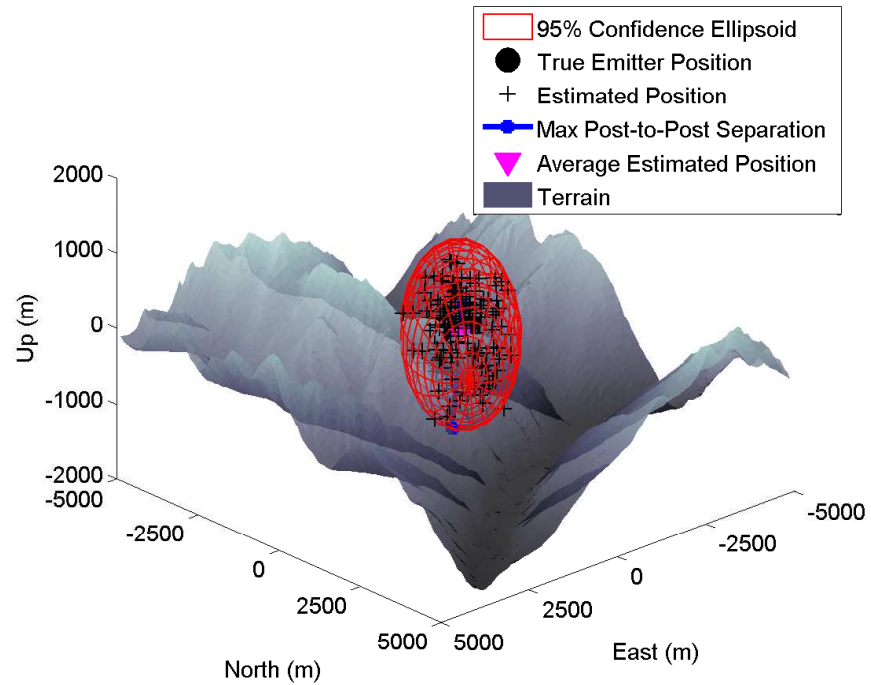 95% Confidence Ellipsoid
True Emitter Position
Estimated Position
Max Post-to-Post Separation
Average Estimated Position
Terrain
2000
1000
0
-1000
-2000
Up (m)
-5000
-2500
0
2500
5000
North (m)
5000
2500
0
-2500
-5000
East (m)